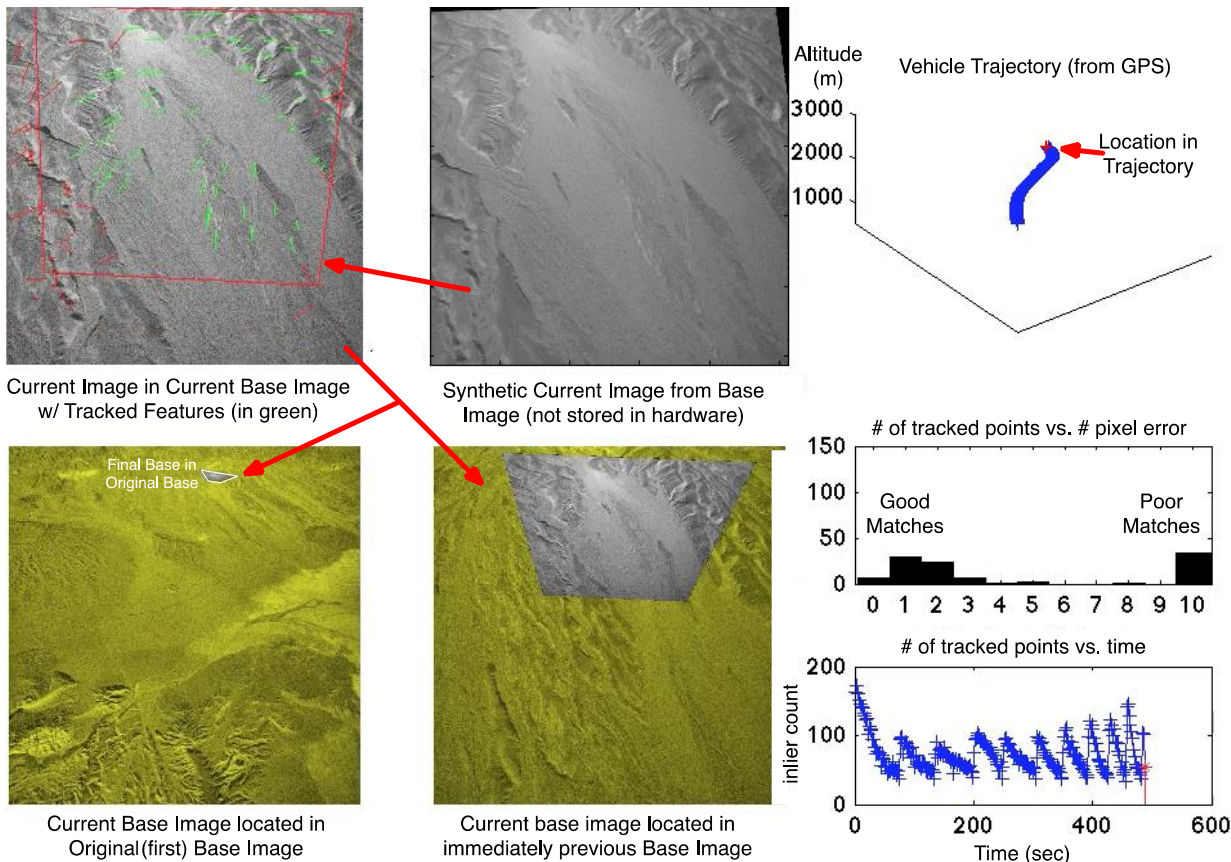 Altitude
(m)
Vehicle Trajectory (from GPS)
3000
2000
1000
Location in
Trajectory
Current Image in Current Base Image
w/ Tracked Features (in green)
Synthetic Current Image from Base
Image (not stored in hardware)
Final Base in
Original Base
Current Base Image located in
Original(first) Base Image
Current base image located in
immediately previous Base Image
# of tracked points vs. # pixel error
150
100
50
0
Good
Matches
Poor
Matches
0 1 2 3 4 5 6 7 8 9 10
# of tracked points vs. time
inlier count
200
100
0
0 200 400 600
Time (sec)